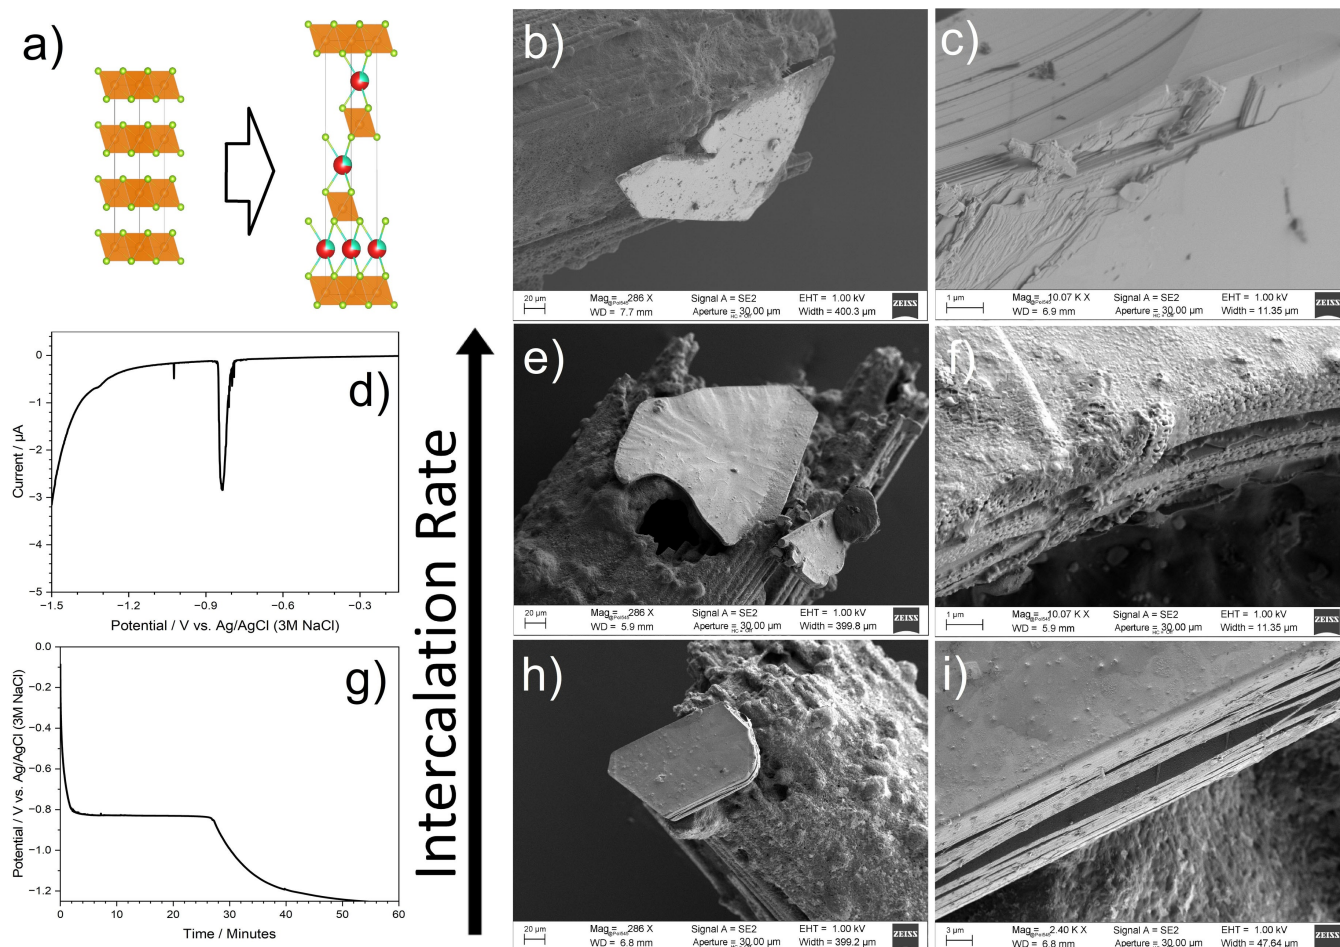 a)
b)
20 µm
Mag = 286 X
@Pol545
WD = 7.7 mm
Signal A = SE2
Aperture = 30.00 µm
EHT = 1.00 kV
Width = 400.3 µm
ZEISS
c)
1 µm
Mag = 10.07 K X
@Pol545
WD = 6.9 mm
Signal A = SE2
Aperture = 30.00 µm
EHT = 1.00 kV
Width = 11.35 µm
ZEISS
d)
0
−1
−2
−3
−4
−5
Current / µA
−1.5
−1.2
−0.9
−0.6
−0.3
Potential / V vs. Ag/AgCl (3M NaCl)
Intercalation Rate
e)
20 µm
Mag = 286 X
@Pol545
WD = 5.9 mm
Signal A = SE2
Aperture = 30.00 µm
EHT = 1.00 kV
Width = 399.8 µm
ZEISS
f)
1 µm
Mag = 10.07 K X
@Pol545
WD = 5.9 mm
Signal A = SE2
Aperture = 30.00 µm
EHT = 1.00 kV
Width = 11.35 µm
ZEISS
g)
0.0
−0.2
−0.4
−0.6
−0.8
−1.0
−1.2
Potential / V vs. Ag/AgCl (3M NaCl)
0
10
20
30
40
50
60
Time / Minutes
h)
20 µm
Mag = 286 X
@Pol545
WD = 6.8 mm
Signal A = SE2
Aperture = 30.00 µm
EHT = 1.00 kV
Width = 399.2 µm
ZEISS
i)
3 µm
Mag = 2.40 K X
@Pol545
WD = 6.8 mm
Signal A = SE2
Aperture = 30.00 µm
EHT = 1.00 kV
Width = 47.64 µm
ZEISS